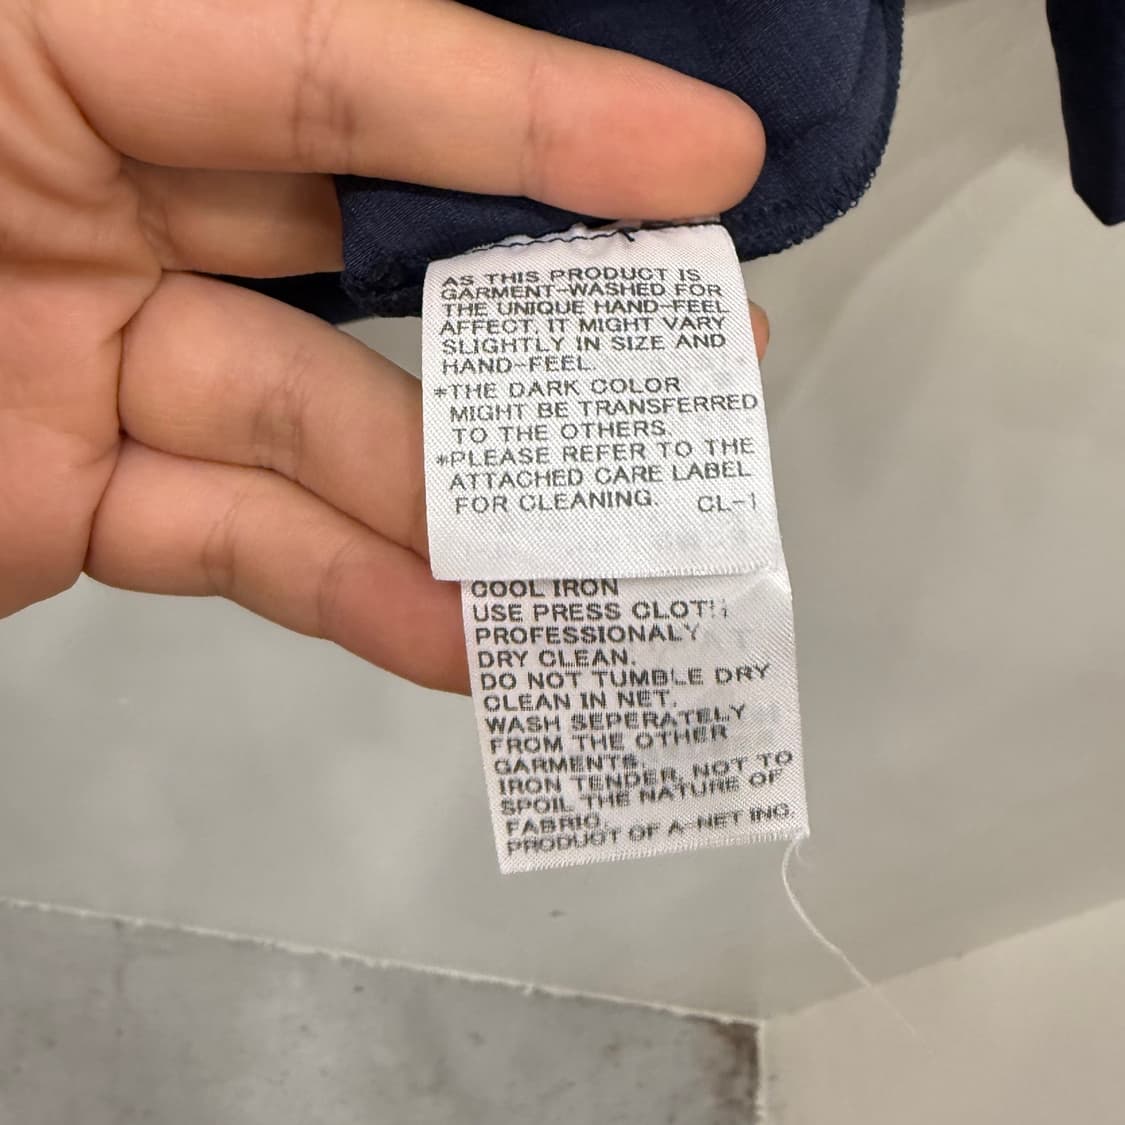 AS THIS PRODUCT IS
GARMENT-WASHED FOR
THE UNIQUE HAND-FEEL
AFFECT, IT MIGHT VARY
SLIGHTLY IN SIZE AND
HAND-FEEL.
*THE DARK COLOR
MIGHT BE TRANSFERRED
TO THE OTHERS.
*PLEASE REFER TO THE
ATTACHED CARE LABEL
FOR CLEANING. CL-1
COOL IRON
USE PRESS CLOTH
PROFESSIONALY
DRY CLEAN.
DO NOT TUMBLE DRY
CLEAN IN NET.
WASH SEPERATELY
FROM THE OTHER
GARMENTS.
IRON TENDER, NOT TO
SPOIL THE NATURE OF
FABRIC.
PRODUCT OF A-NET INC.